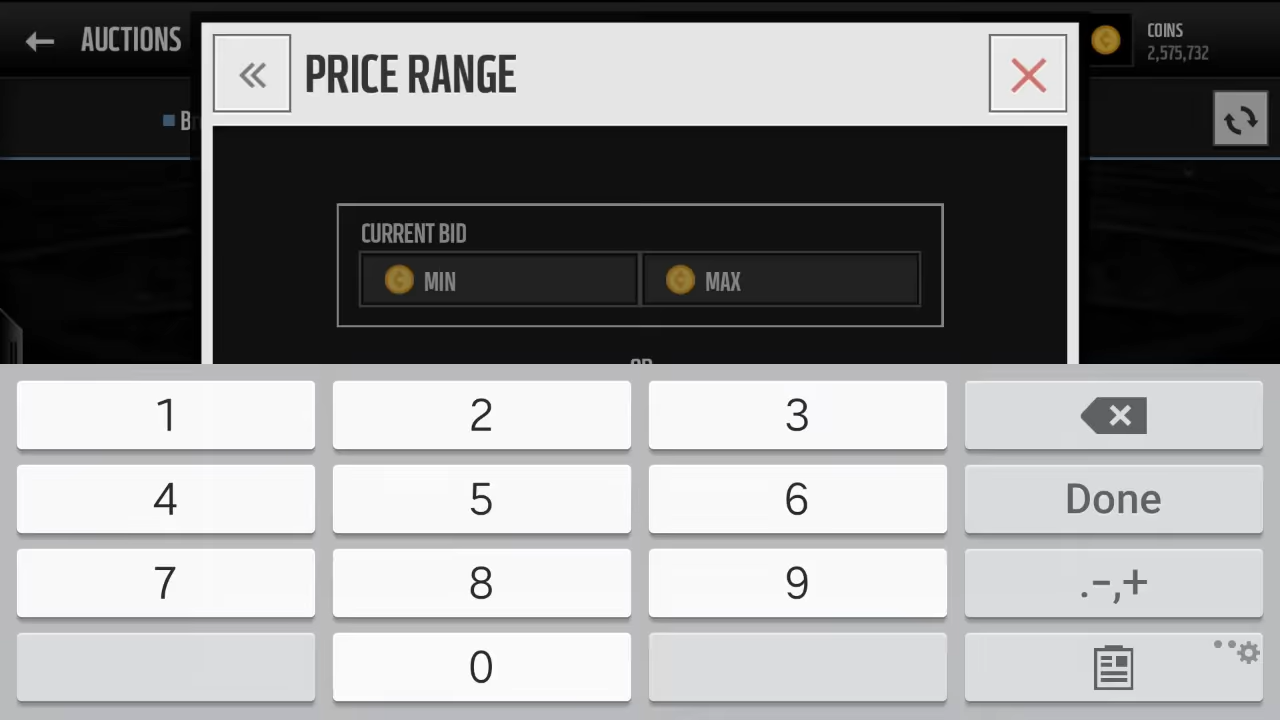 AUCTIONS
PRICE RANGE
COINS
2,575,732
CURRENT BID
MIN
MAX
1 2 3
4 5 6 Done
7 8 9 .-,+
0